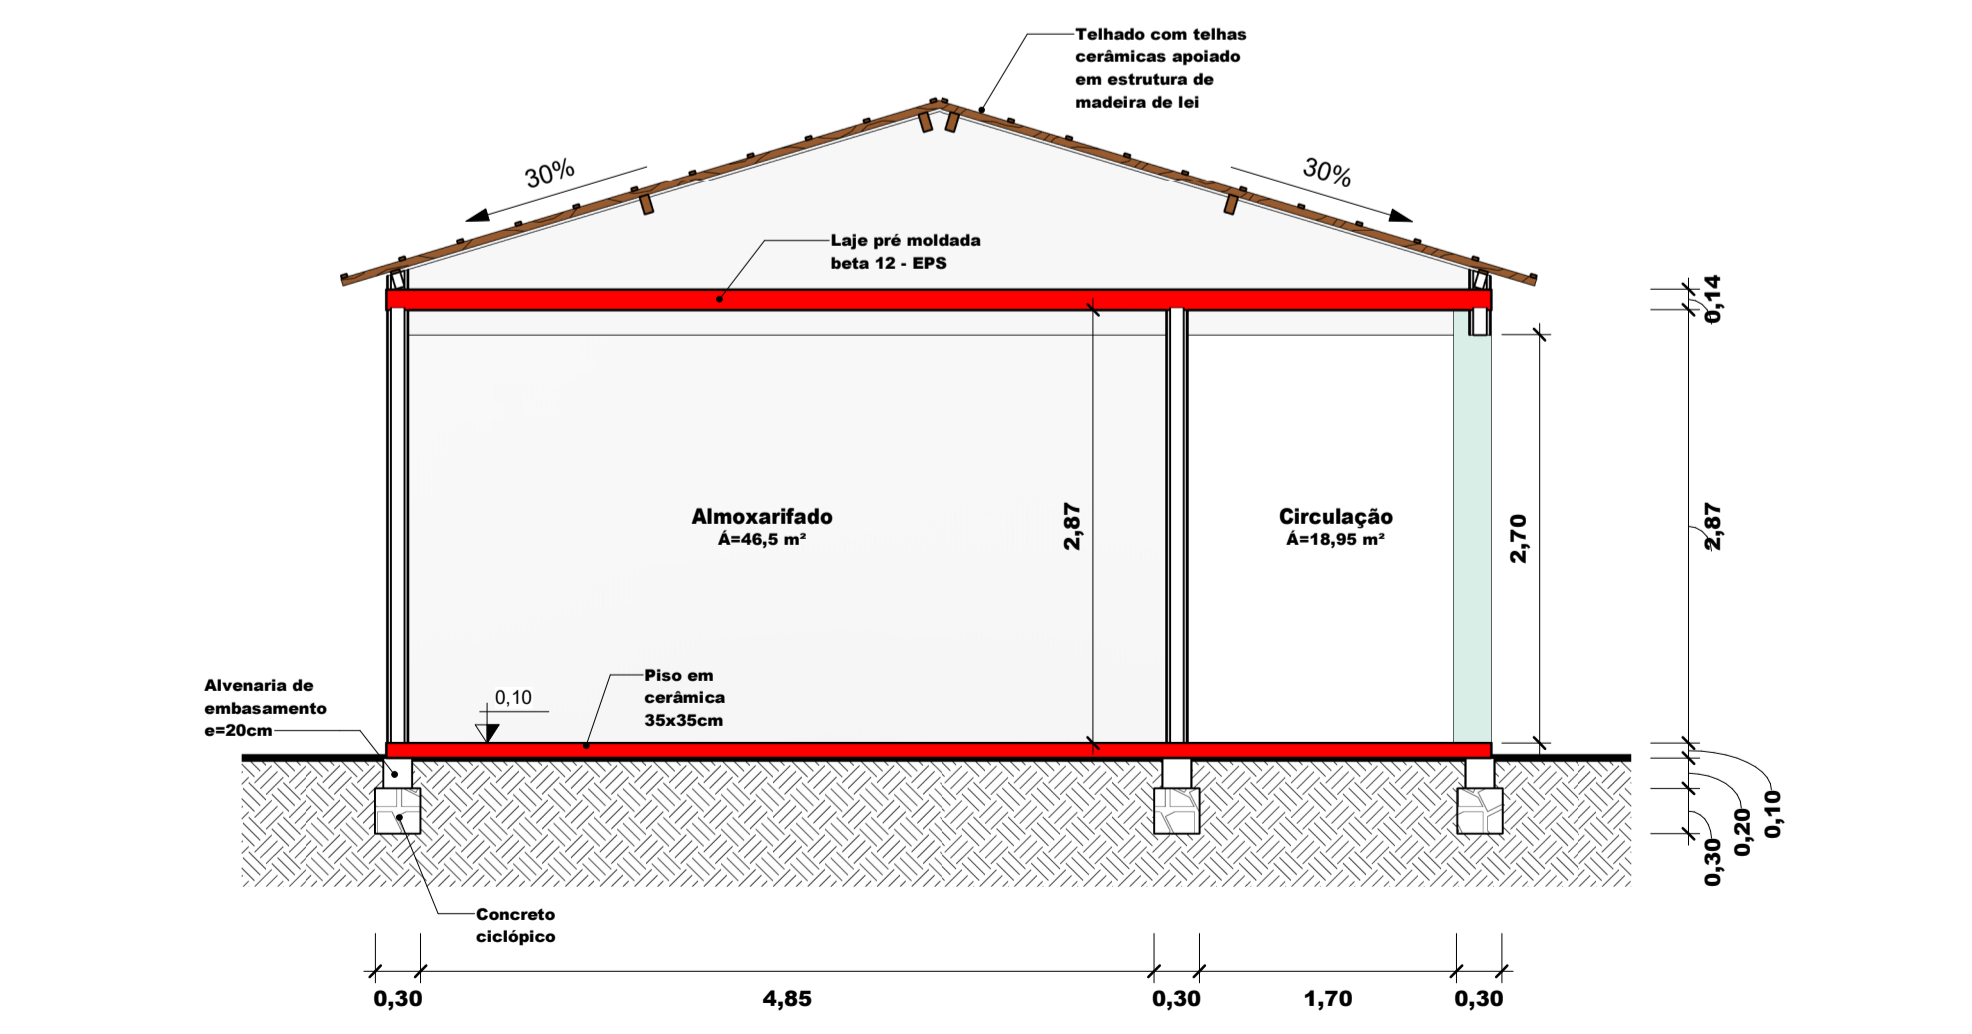 Telhado com telhas
cerâmicas apoiado
em estrutura de
madeira de lei
30%
30%
Laje pré moldada
beta 12 - EPS
0,14
Almoxarifado
Á=46,5 m²
2,87
Circulação
Á=18,95 m²
2,70
2,87
Alvenaria de
embasamento
e=20cm
0,10
Piso em
cerâmica
35x35cm
0,30
0,20
0,10
Concreto
ciclópico
0,30
4,85
0,30
1,70
0,30